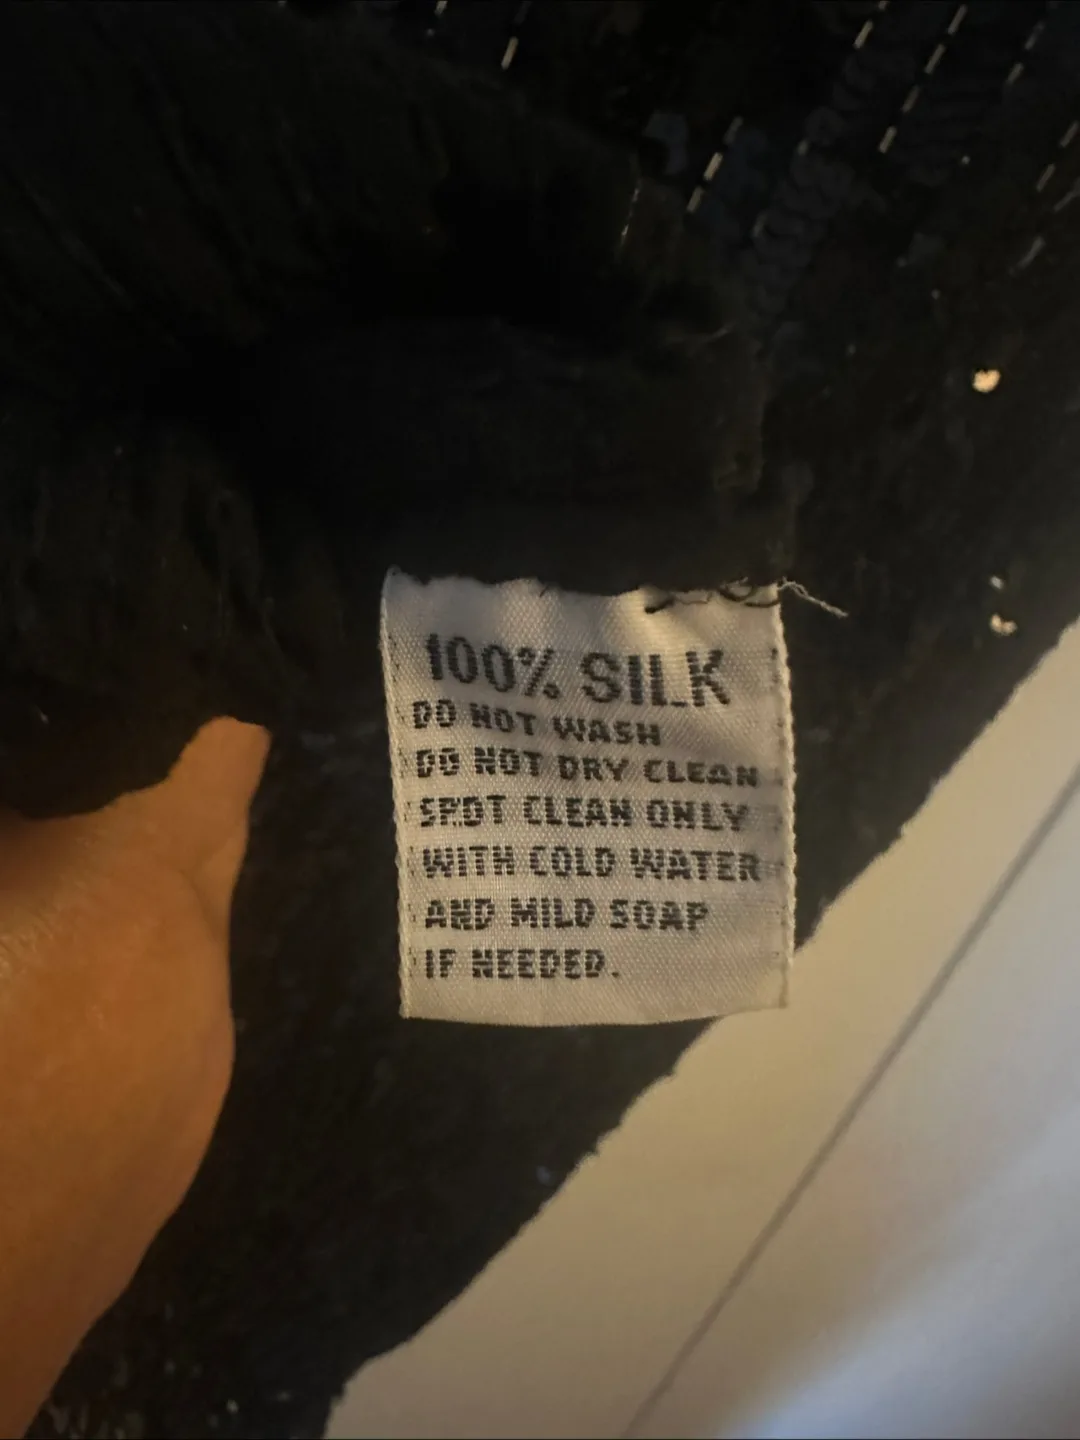 100% SILK
DO NOT WASH
DO NOT DRY CLEAN
SPOT CLEAN ONLY
WITH COLD WATER
AND MILD SOAP
IF NEEDED.